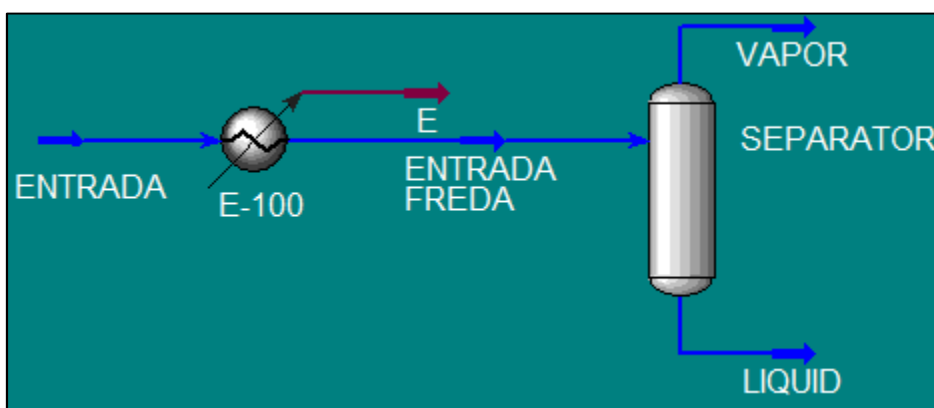 VAPOR
E
SEPARATOR
ENTRADA
FREDA
ENTRADA
E-100
LIQUID